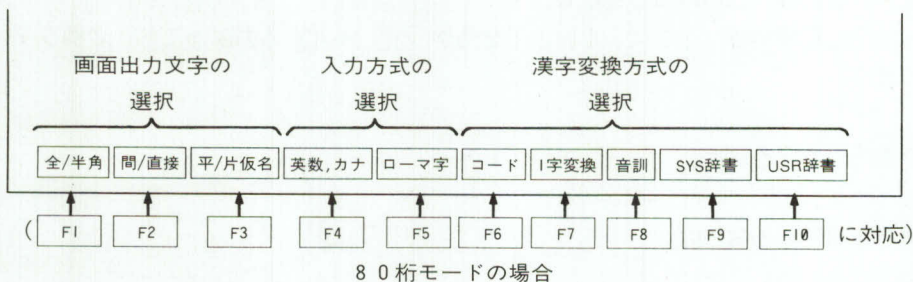 画面出力文字の選択
入力方式の選択
漢字変換方式の選択
全/半角 間/直接 平/片仮名 英数,カナ ローマ字 コード 1字変換 音訓 SYS辞書 USR辞書
( F1 F2 F3 F4 F5 F6 F7 F8 F9 F10 に対応)
80桁モードの場合